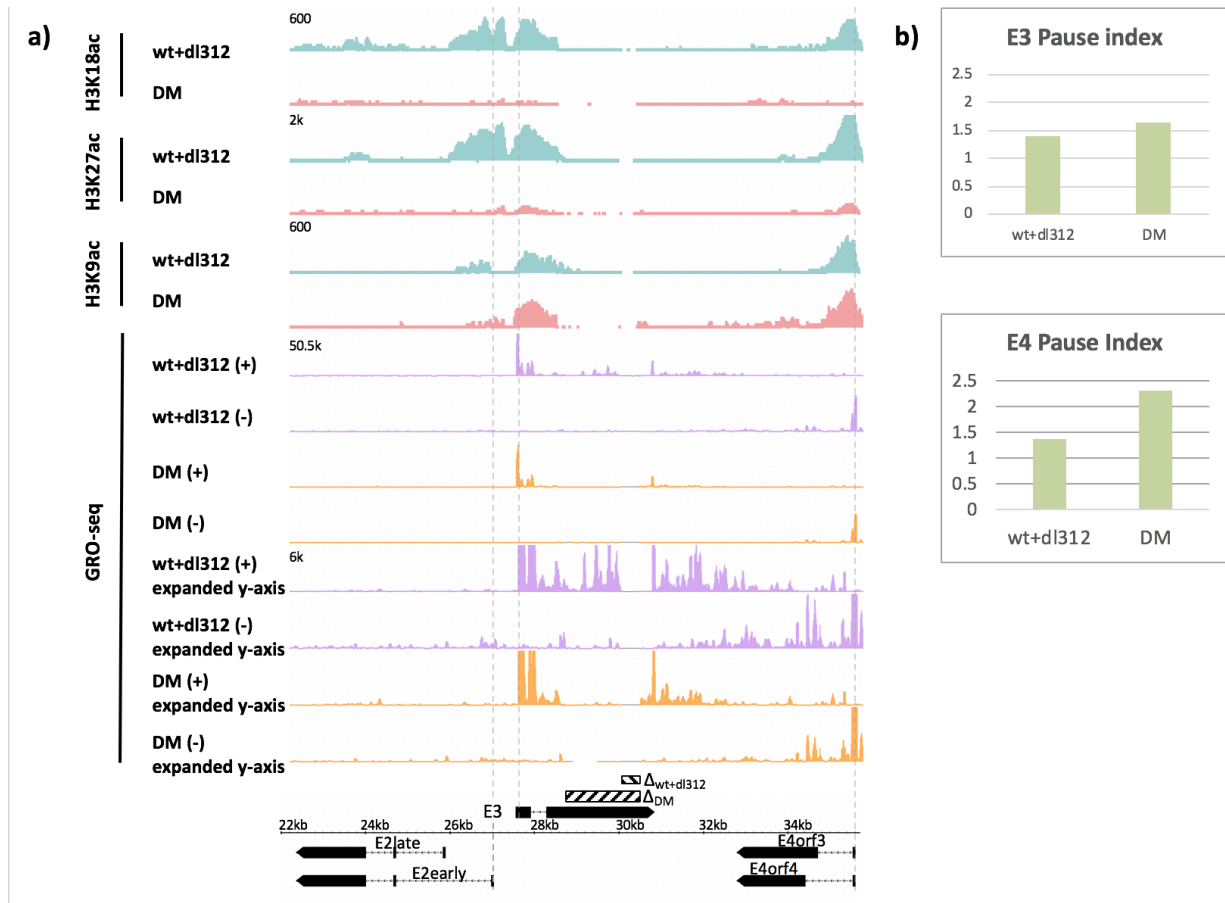 a)
H3K18ac
600
wt+dl312
DM
H3K27ac
2k
wt+dl312
DM
H3K9ac
600
wt+dl312
DM
GRO-seq
50.5k
wt+dl312 (+)
wt+dl312 (-)
DM (+)
DM (-)
6k
wt+dl312 (+)
expanded y-axis
wt+dl312 (-)
expanded y-axis
DM (+)
expanded y-axis
DM (-)
expanded y-axis
Δwt+dl312
ΔDM
E3
22kb 24kb 26kb 28kb 30kb 32kb 34kb
E2late
E4orf3
E2early
E4orf4
b)
E3 Pause index
2.5
2
1.5
1
0.5
0
wt+dl312 DM
E4 Pause Index
2.5
2
1.5
1
0.5
0
wt+dl312 DM